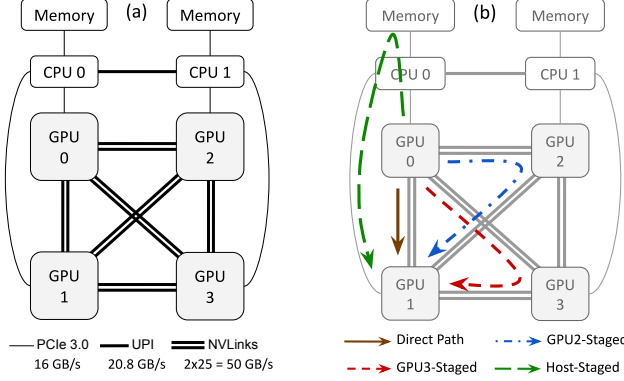 (a)
Memory
Memory
CPU 0
CPU 1
GPU
0
GPU
2
GPU
1
GPU
3
PCIe 3.0
UPI
NVLinks
16 GB/s
20.8 GB/s
2x25 = 50 GB/s
(b)
Memory
Memory
CPU 0
CPU 1
GPU
0
GPU
2
GPU
1
GPU
3
Direct Path
GPU2-Staged
GPU3-Staged
Host-Staged